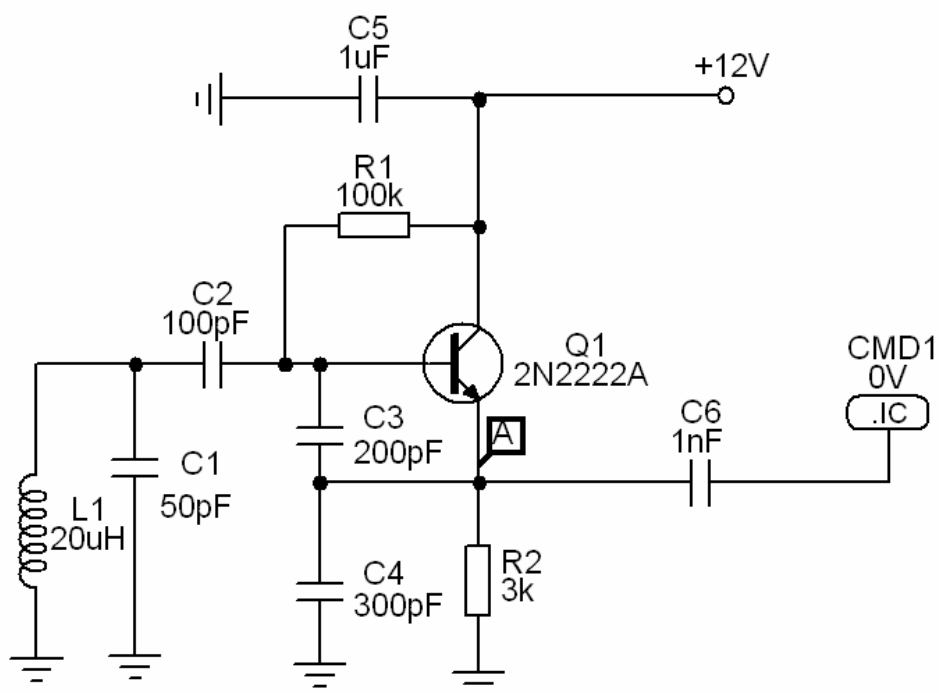 C5
1uF
+12V
R1
100k
C2
100pF
Q1
2N2222A
CMD1
0V
.IC
C3
200pF
A
C6
1nF
C1
50pF
L1
20uH
C4
300pF
R2
3k